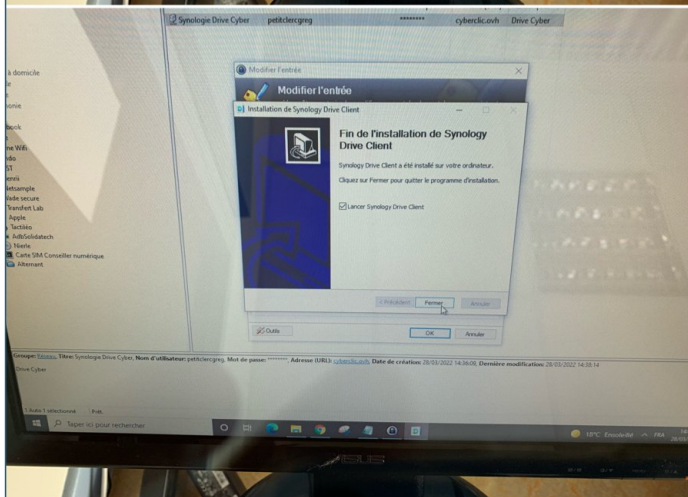 Synologie Drive Cyber petitclercgreg ******** cyberclic.ovh Drive Cyber
à domicile
Modifier l'entrée
Modifier l'entrée
Installation de Synology Drive Client
Fin de l'installation de Synology
Drive Client
Synology Drive Client a été installé sur votre ordinateur.
Cliquez sur Fermer pour quitter le programme d'installation.
Lancer Synology Drive Client
< Précédent Fermer Annuler
Outils OK Annuler
ne Wifi
Vade secure
Transfert Lab
Apple
Tactiléo
AdbSolidatech
Nierle
Carte SIM Conseiller numérique
Alternant
Groupe: Réseau, Titre: Synologie Drive Cyber, Nom d'utilisateur: petitclercgreg, Mot de passe: ********, Adresse (URL): cyberclic.ovh, Date de création: 28/03/2022 14:36:09, Dernière modification: 28/03/2022 14:38:14
Drive Cyber
Prêt.
Taper ici pour rechercher
18°C Ensoleillé FRA
ASUS